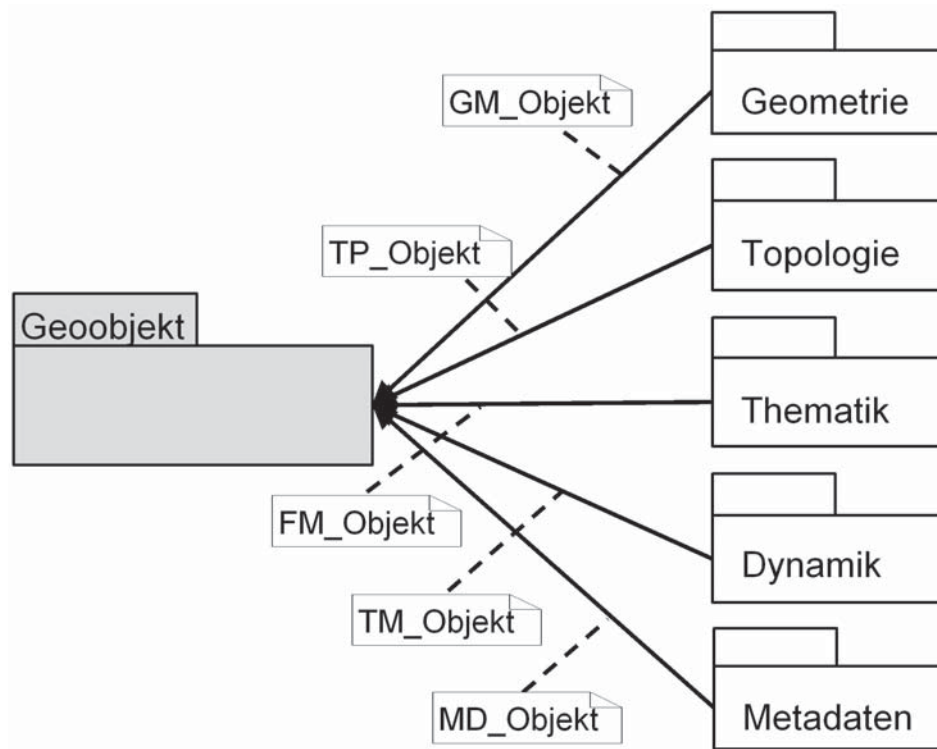 Geometrie
GM_Objekt
Topologie
TP_Objekt
Geoobjekt
Thematik
FM_Objekt
Dynamik
TM_Objekt
MD_Objekt
Metadaten